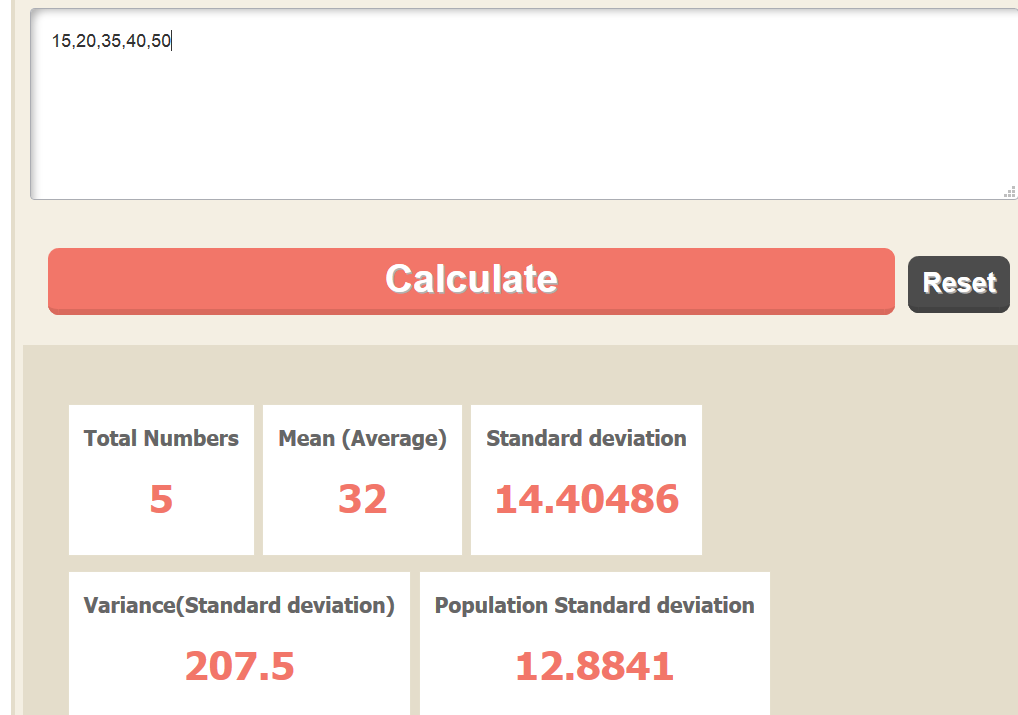 15,20,35,40,50
Calculate
Reset
Total Numbers
5
Mean (Average)
32
Standard deviation
14.40486
Variance(Standard deviation)
207.5
Population Standard deviation
12.8841